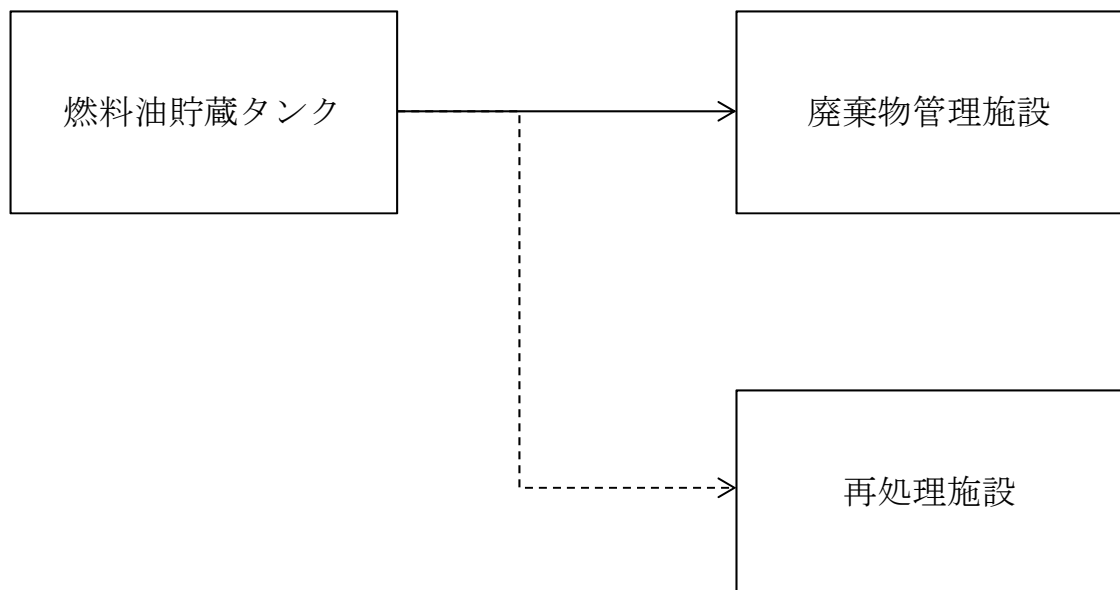 燃料油貯蔵タンク
廃棄物管理施設
再処理施設